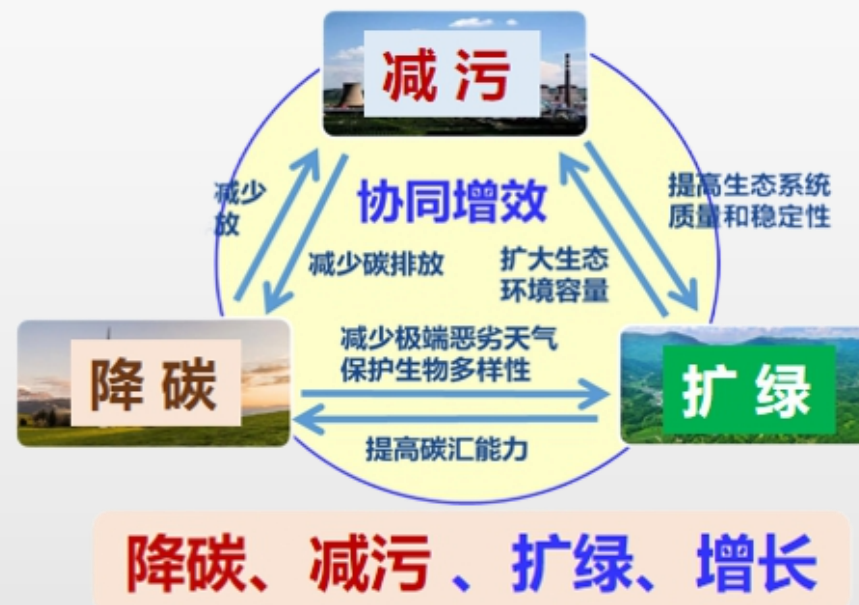 减 污
减少
放
协同增效
提高生态系统
质量和稳定性
减少碳排放
扩大生态
环境容量
减少极端恶劣天气
保护生物多样性
降 碳
扩 绿
提高碳汇能力
降碳、减污 、扩绿、增长